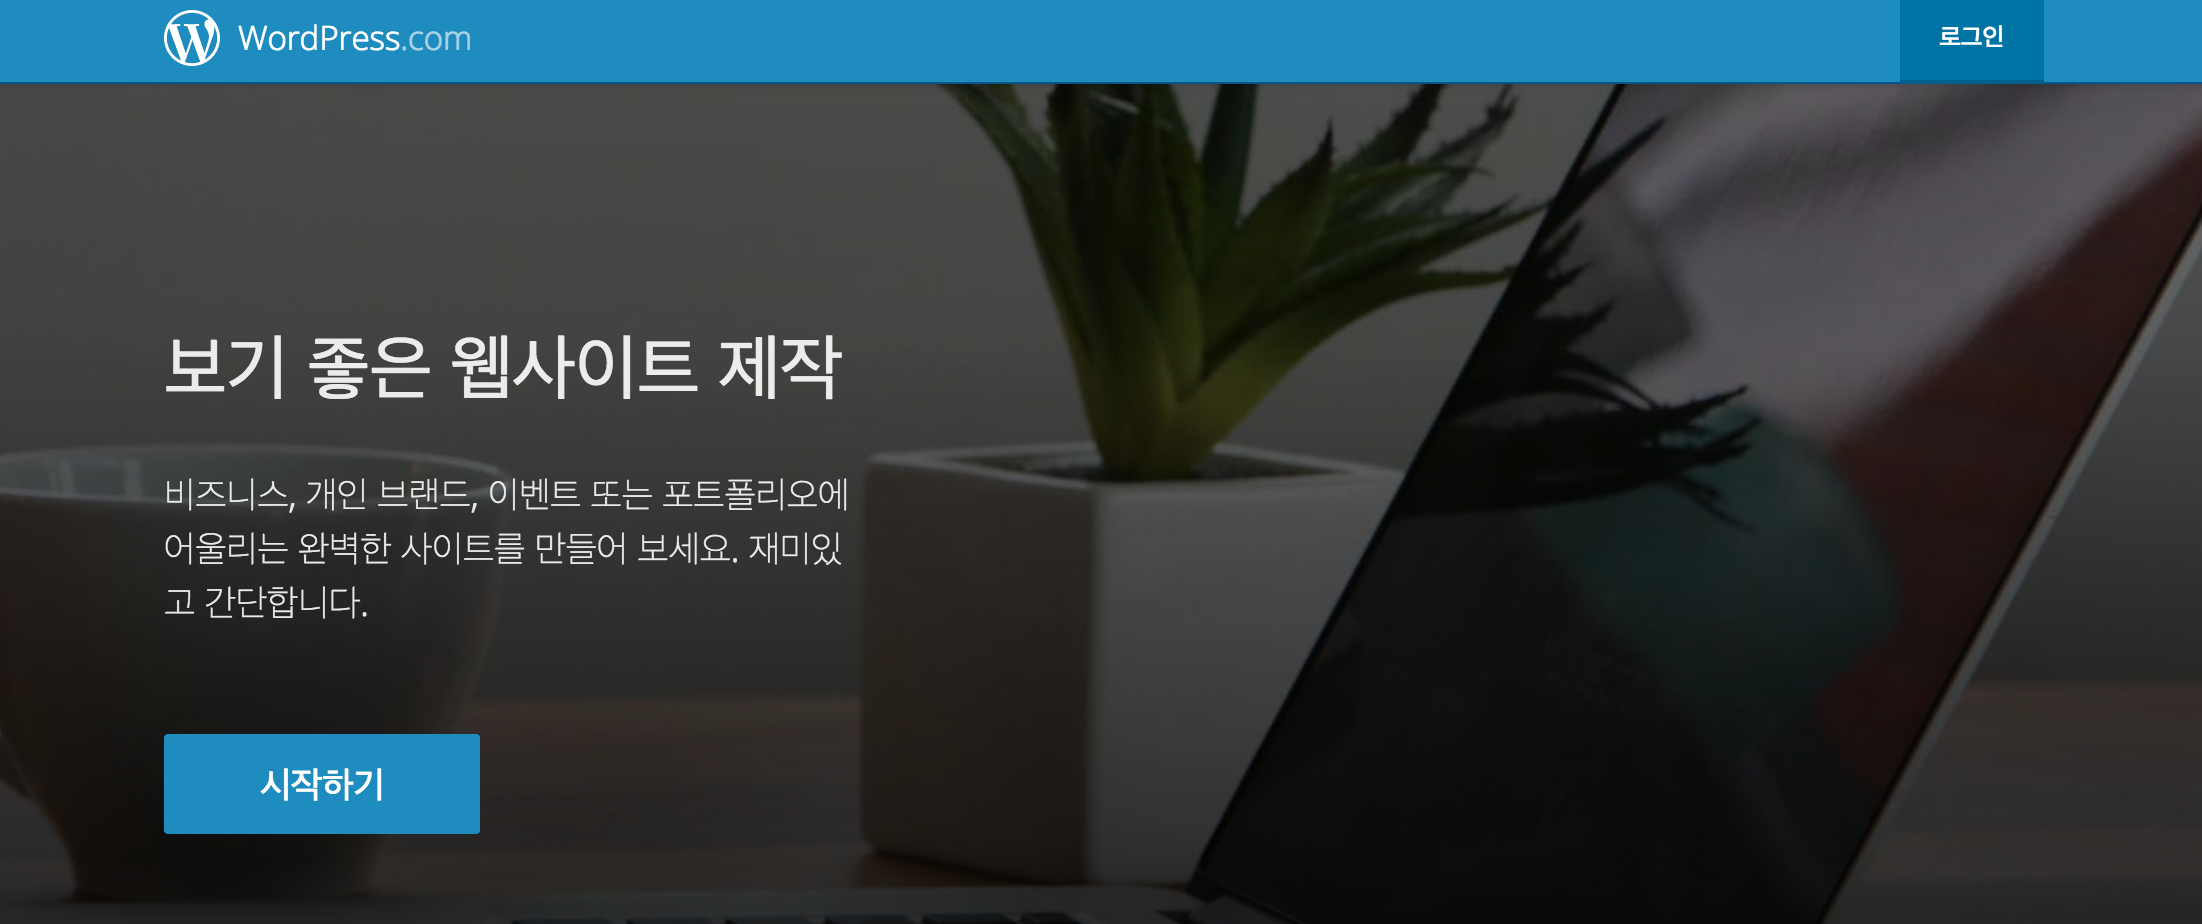 WordPress.com
로그인
보기 좋은 웹사이트 제작
비즈니스, 개인 브랜드, 이벤트 또는 포트폴리오에
어울리는 완벽한 사이트를 만들어 보세요. 재미있
고 간단합니다.
시작하기